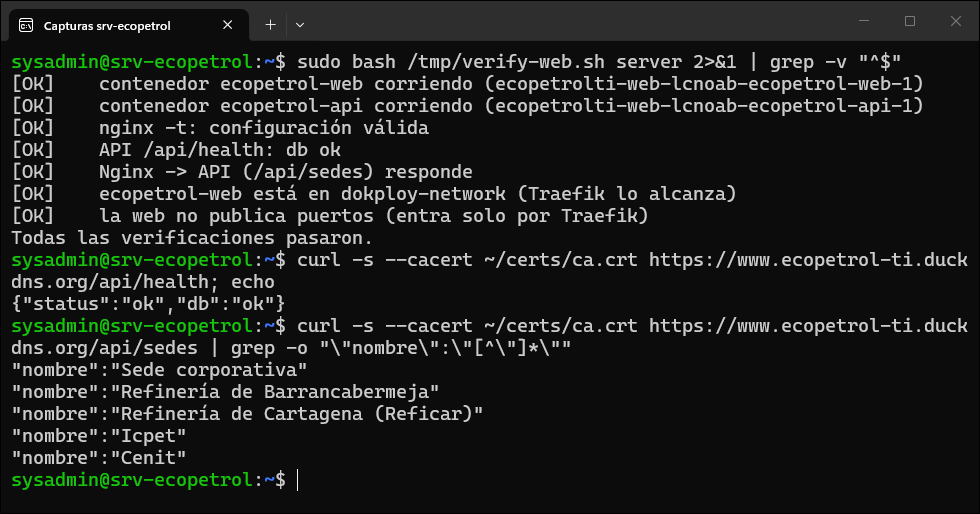 Capturas srv-ecopetrol
sysadmin@srv-ecopetrol:~$ sudo bash /tmp/verify-web.sh server 2>&1 | grep -v "^$"
[OK]    contenedor ecopetrol-web corriendo (ecopetrolti-web-lcnoab-ecopetrol-web-1)
[OK]    contenedor ecopetrol-api corriendo (ecopetrolti-web-lcnoab-ecopetrol-api-1)
[OK]    nginx -t: configuración válida
[OK]    API /api/health: db ok
[OK]    Nginx -> API (/api/sedes) responde
[OK]    ecopetrol-web está en dokploy-network (Traefik lo alcanza)
[OK]    la web no publica puertos (entra solo por Traefik)
Todas las verificaciones pasaron.
sysadmin@srv-ecopetrol:~$ curl -s --cacert ~/certs/ca.crt https://www.ecopetrol-ti.duck
dns.org/api/health; echo
{"status":"ok","db":"ok"}
sysadmin@srv-ecopetrol:~$ curl -s --cacert ~/certs/ca.crt https://www.ecopetrol-ti.duck
dns.org/api/sedes | grep -o "\"nombre\":\"[^\"]*\""
"nombre":"Sede corporativa"
"nombre":"Refinería de Barrancabermeja"
"nombre":"Refinería de Cartagena (Reficar)"
"nombre":"Icpet"
"nombre":"Cenit"
sysadmin@srv-ecopetrol:~$